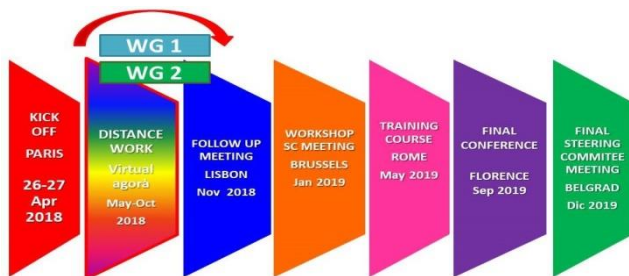 WG 1
WG 2
KICK
OFF
PARIS
26-27
Apr
2018
DISTANCE
WORK
Virtual
agorà
May-Oct
2018
FOLLOW UP
MEETING
LISBON
Nov 2018
WORKSHOP
SC MEETING
BRUSSELS
Jan 2019
TRAINING
COURSE
ROME
May 2019
FINAL
CONFERENCE
FLORENCE
Sep 2019
FINAL
STEERING
COMMITEE
MEETING
BELGRAD
Dic 2019